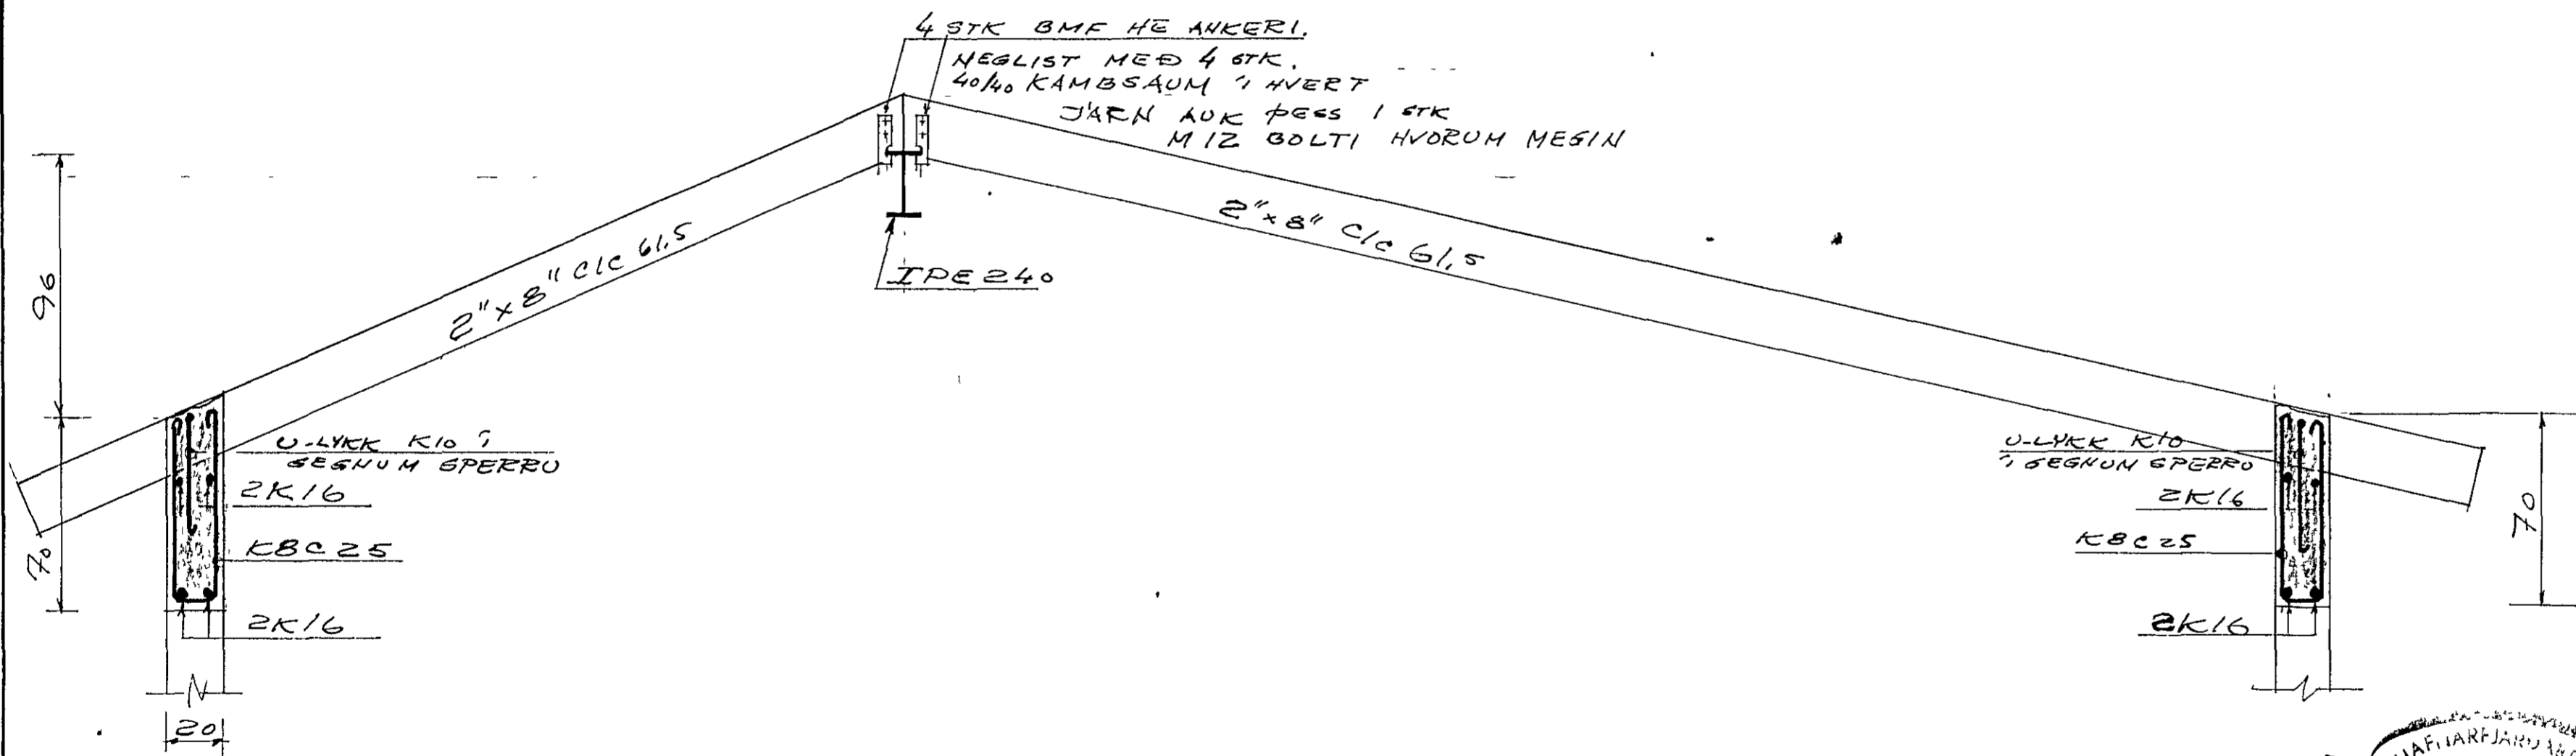 4 STK BMF HE ANKERI.
NEGLIST MEÐ 4 STK.
40/40 KAMBSAUM Í HVERT
JÁRN AUK ÞESS 1 STK
M12 BOLTI HVORUM MEGIN
2"x8" C/C 61,5
2"x8" C/C 61,5
IPE 240
96
70
U-LYKK K10 Í
GEGNUM SPERRU
2K16
K8C25
2K16
20
U-LYKK K10
Í GEGNUM SPERRU
2K16
K8C25
2K16
70